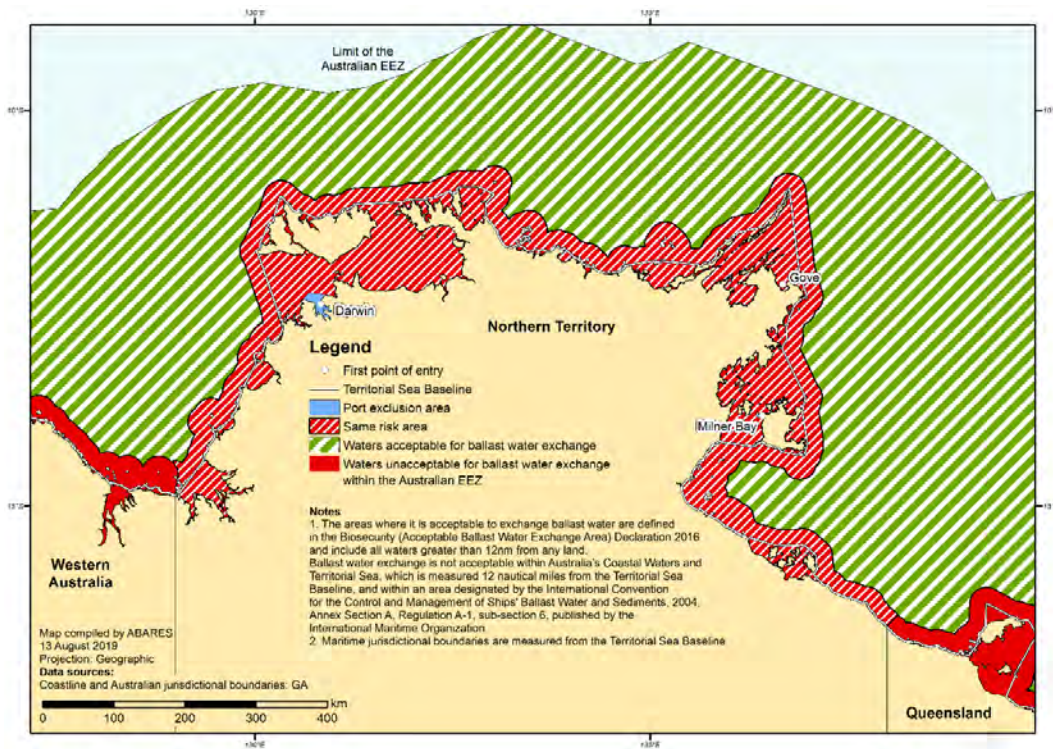 130°E
Limit of the
Australian EEZ
Gove
Darwin
Northern Territory
Legend
First point of entry
Territorial Sea Baseline
Port exclusion area
Same risk area
Waters acceptable for ballast water exchange
Waters unacceptable for ballast water exchange
within the Australian EEZ
Milner Bay
Notes
1. The areas where it is acceptable to exchange ballast water are defined
in the Biosecurity (Acceptable Ballast Water Exchange Area) Declaration 2016
and include all waters greater than 12nm from any land.
Ballast water exchange is not acceptable within Australia's Coastal Waters and
Territorial Sea, which is measured 12 nautical miles from the Territorial Sea
Baseline, and within an area designated by the International Convention
for the Control and Management of Ships' Ballast Water and Sediments, 2004,
Annex Section A, Regulation A-1, sub-section 6, published by the
International Maritime Organization
2. Maritime jurisdictional boundaries are measured from the Territorial Sea Baseline
Western
Australia
Map compiled by ABARES
13 August 2019
Projection: Geographic
Data sources:
Coastline and Australian jurisdictional boundaries: GA
km
0 100 200 300 400
Queensland
130°E